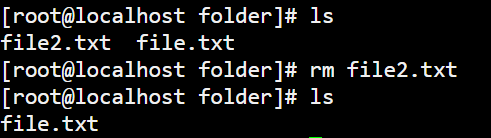 [root@localhost folder]# ls
file2.txt  file.txt
[root@localhost folder]# rm file2.txt
[root@localhost folder]# ls
file.txt